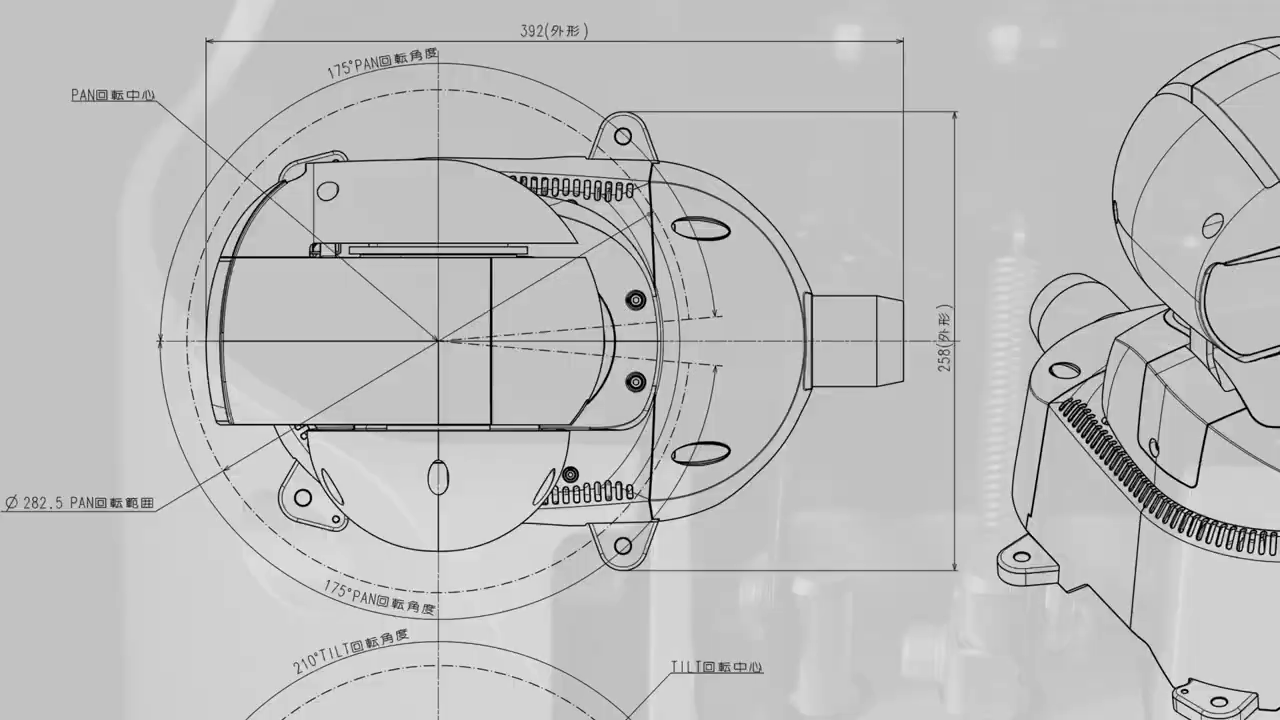 392(外形)
175°PAN回転角度
PAN回転中心
258(外形)
Ø 282.5 PAN回転範囲
175°PAN回転角度
210°TILT回転角度
TILT回転中心